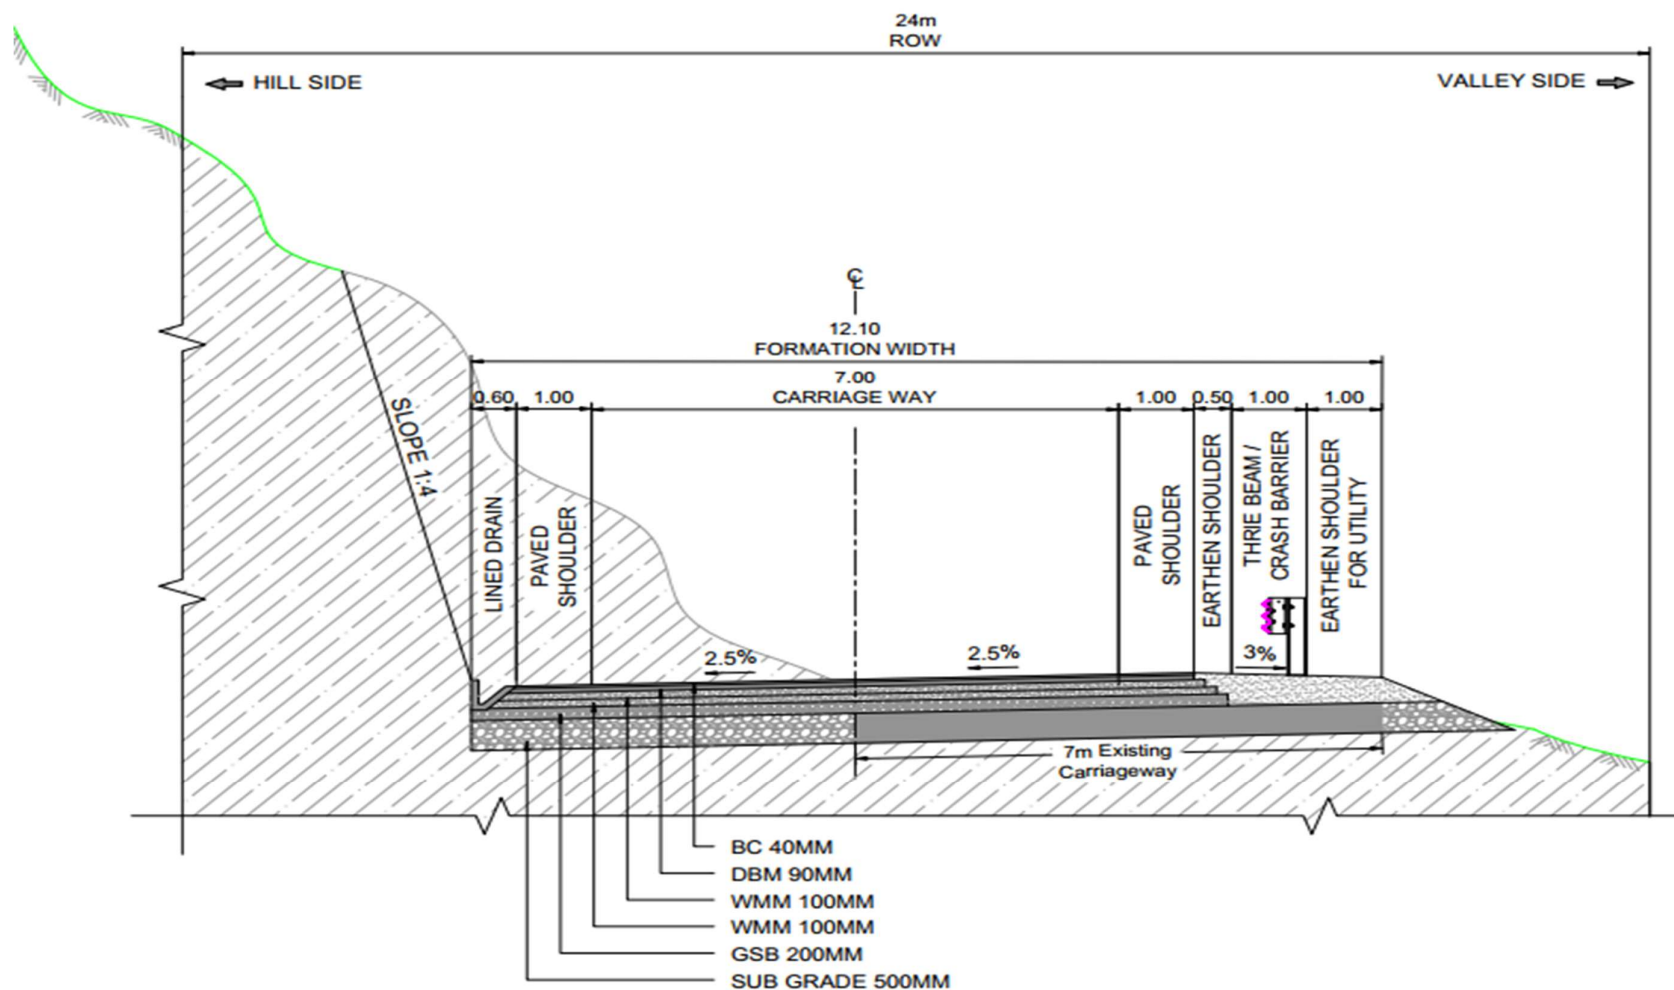 24m
ROW
HILL SIDE
VALLEY SIDE
℄
12.10
FORMATION WIDTH
7.00
CARRIAGE WAY
0.60
1.00
1.00
0.50
1.00
1.00
SLOPE 1:4
LINED DRAIN
PAVED
SHOULDER
PAVED
SHOULDER
EARTHEN SHOULDER
THRIE BEAM /
CRASH BARRIER
EARTHEN SHOULDER
FOR UTILITY
2.5%
2.5%
3%
7m Existing
Carriageway
BC 40MM
DBM 90MM
WMM 100MM
WMM 100MM
GSB 200MM
SUB GRADE 500MM